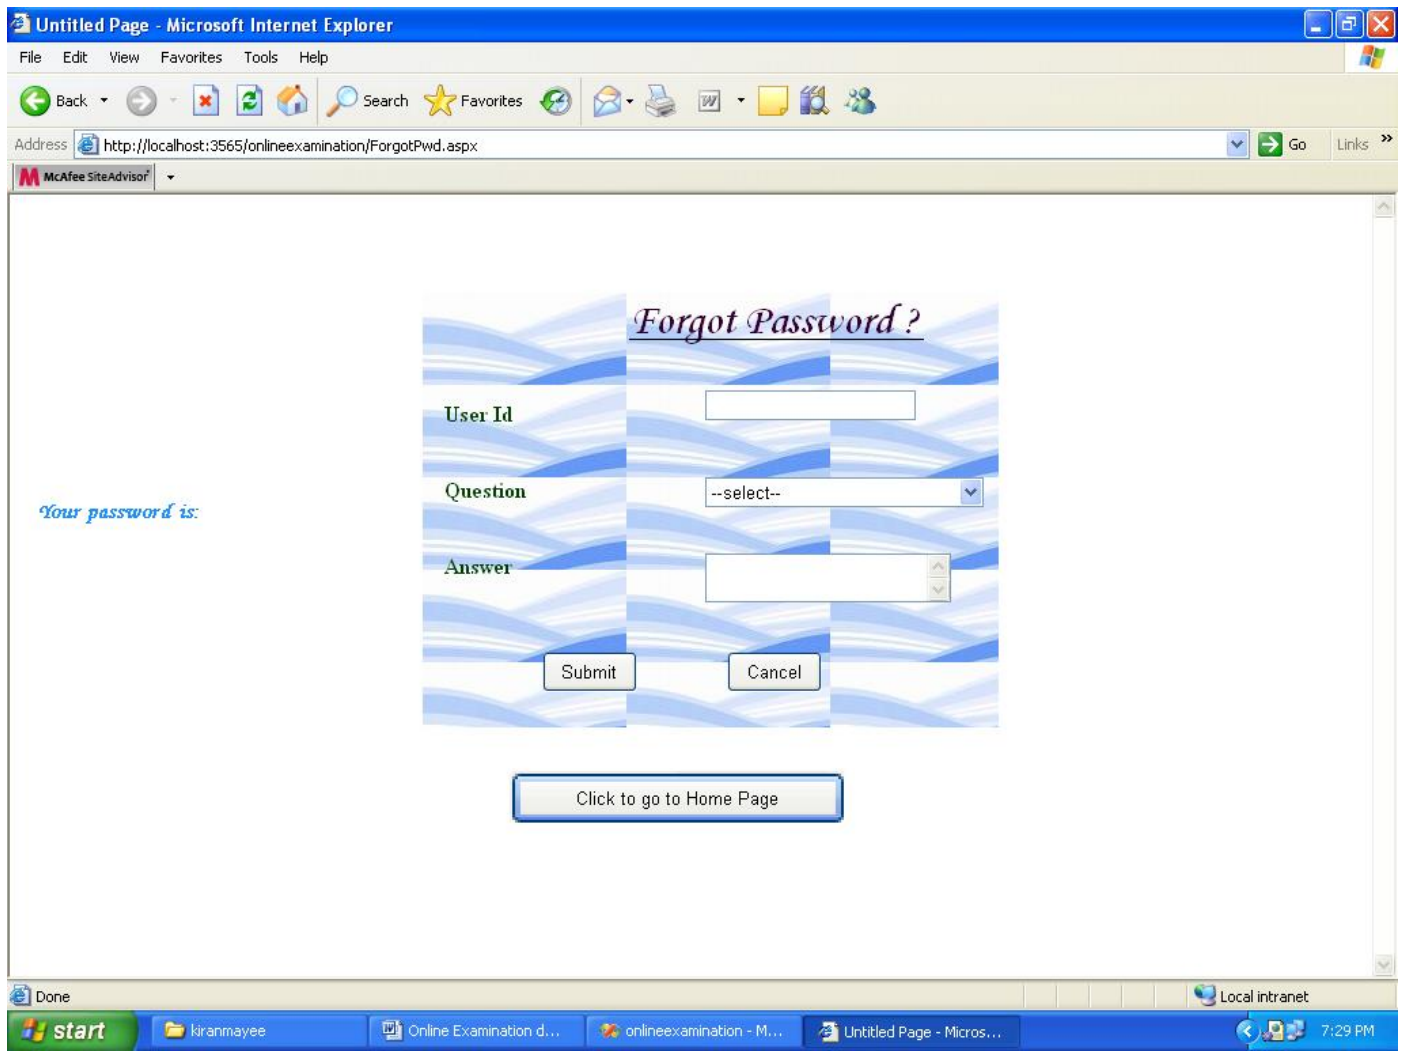 Untitled Page - Microsoft Internet Explorer
File Edit View Favorites Tools Help
Back Search Favorites
Address http://localhost:3565/onlineexamination/ForgotPwd.aspx Go Links »
McAfee SiteAdvisor
Forgot Password ?
User Id
Question --select--
Your password is:
Answer
Submit Cancel
Click to go to Home Page
Done Local intranet
start kiranmayee Online Examination d... onlineexamination - M... Untitled Page - Micros... 7:29 PM